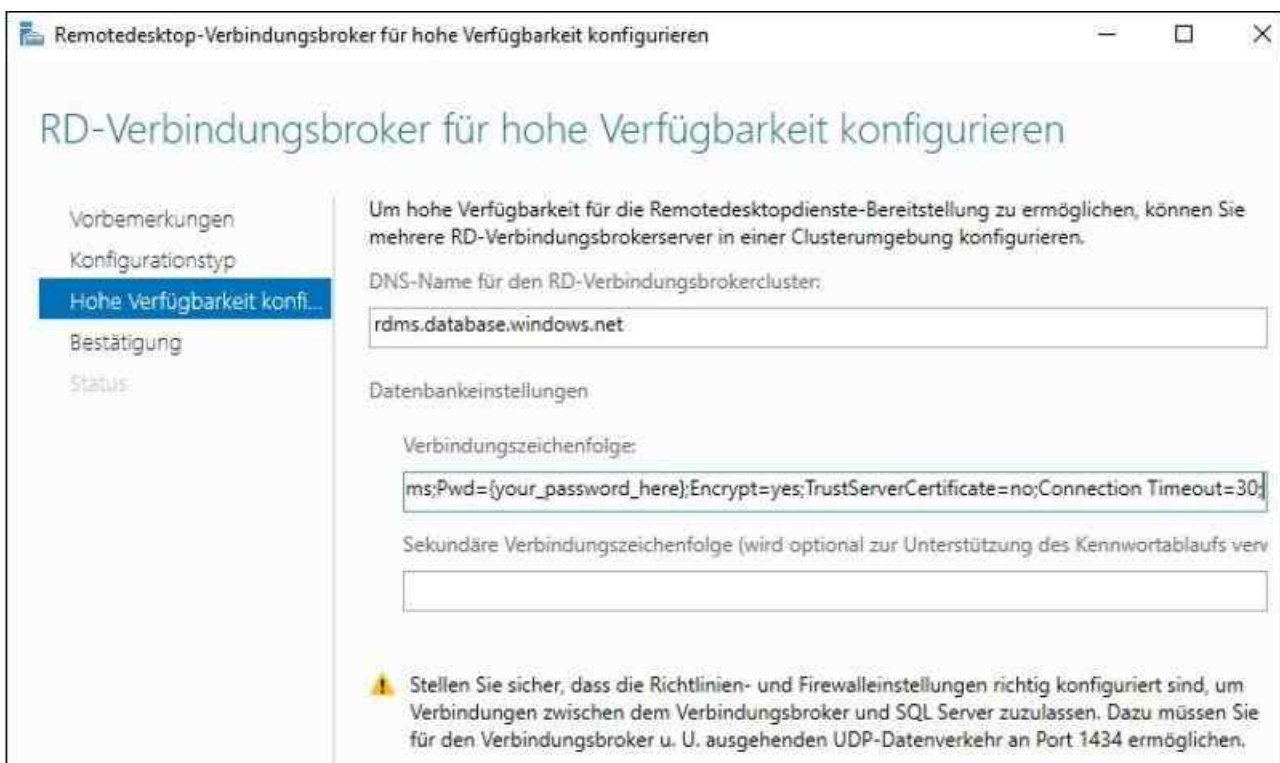 Remotedesktop-Verbindungsbroker für hohe Verfügbarkeit konfigurieren
RD-Verbindungsbroker für hohe Verfügbarkeit konfigurieren
Vorbemerkungen
Konfigurationstyp
Hohe Verfügbarkeit konfi...
Bestätigung
Status
Um hohe Verfügbarkeit für die Remotedesktopdienste-Bereitstellung zu ermöglichen, können Sie
mehrere RD-Verbindungsbrokerserver in einer Clusterumgebung konfigurieren.
DNS-Name für den RD-Verbindungsbrokercluster:
rdms.database.windows.net
Datenbankeinstellungen
Verbindungszeichenfolge:
ms;Pwd={your_password_here};Encrypt=yes;TrustServerCertificate=no;Connection Timeout=30;
Sekundäre Verbindungszeichenfolge (wird optional zur Unterstützung des Kennwortablaufs verw
Stellen Sie sicher, dass die Richtlinien- und Firewalleinstellungen richtig konfiguriert sind, um
Verbindungen zwischen dem Verbindungsbroker und SQL Server zuzulassen. Dazu müssen Sie
für den Verbindungsbroker u. U. ausgehenden UDP-Datenverkehr an Port 1434 ermöglichen.